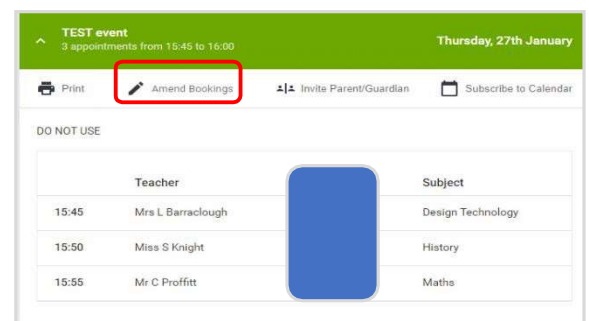 TEST event
3 appointments from 15:45 to 16:00
Thursday, 27th January
Print Amend Bookings Invite Parent/Guardian Subscribe to Calendar
DO NOT USE
Teacher Subject
15:45 Mrs L Barraclough Design Technology
15:50 Miss S Knight History
15:55 Mr C Proffitt Maths